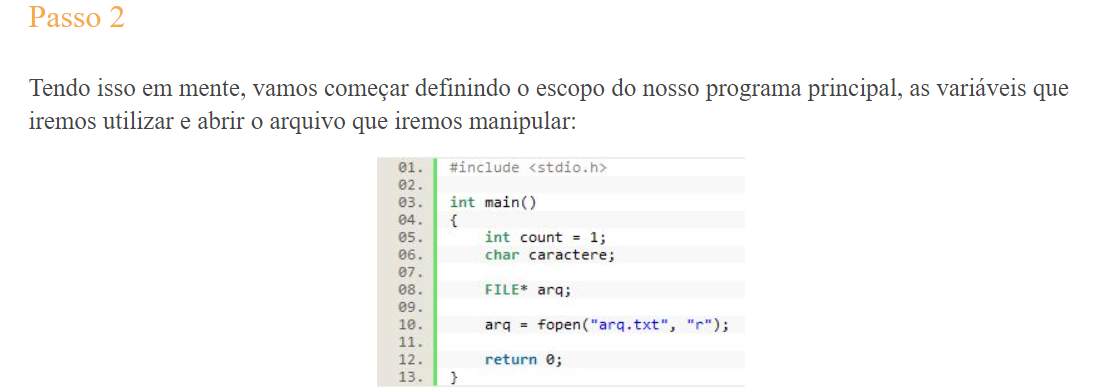 Passo 2
Tendo isso em mente, vamos começar definindo o escopo do nosso programa principal, as variáveis que
iremos utilizar e abrir o arquivo que iremos manipular:
01. #include <stdio.h>
02.
03. int main()
04. {
05.     int count = 1;
06.     char caractere;
07.
08.     FILE* arq;
09.
10.     arq = fopen("arq.txt", "r");
11.
12.     return 0;
13. }